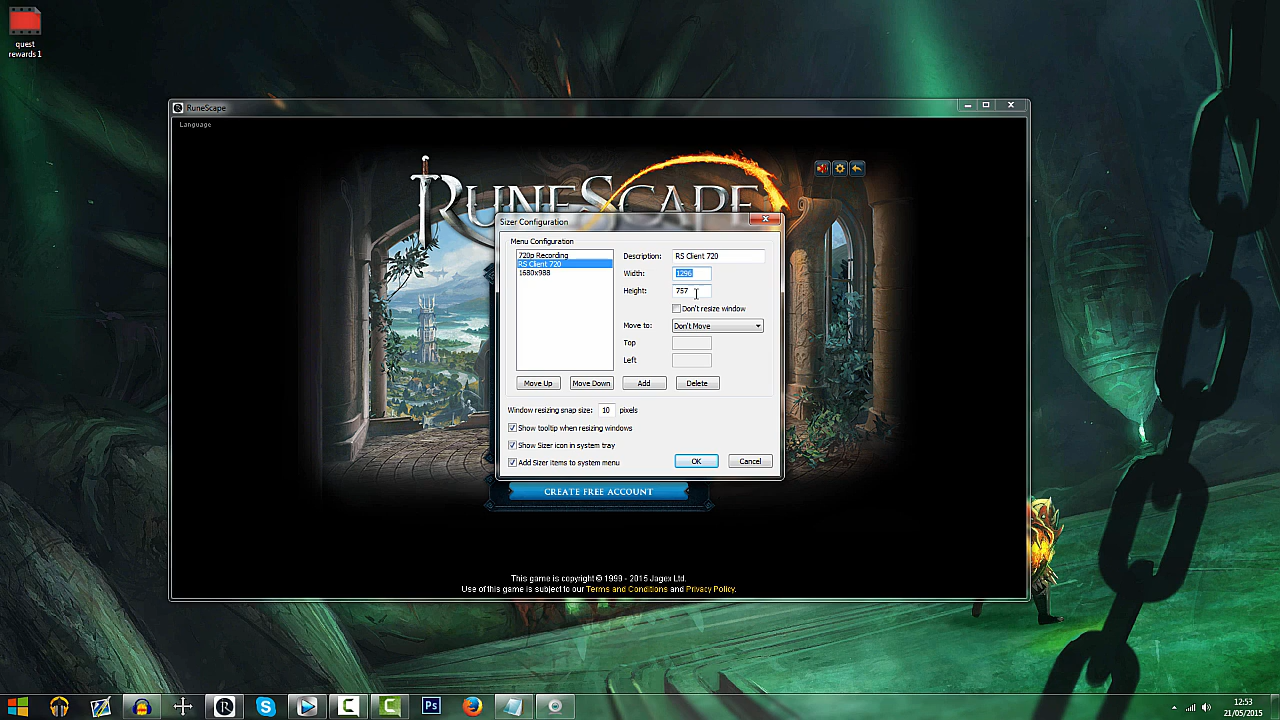 quest
rewards 1
RuneScape
Language
RUNESCAPE
Sizer Configuration
Menu Configuration
720p Recording
RS Client 720
1680x988
Description: RS Client 720
Width: 1296
Height: 757
Don't resize window
Move to: Don't Move
Top
Left
Move Up Move Down Add Delete
Window resizing snap size: 10 pixels
Show tooltip when resizing windows
Show Sizer icon in system tray
Add Sizer items to system menu
OK Cancel
CREATE FREE ACCOUNT
This game is copyright © 1999 - 2015 Jagex Ltd.
Use of this game is subject to our Terms and Conditions and Privacy Policy.
Ps
12:53
21/05/2015